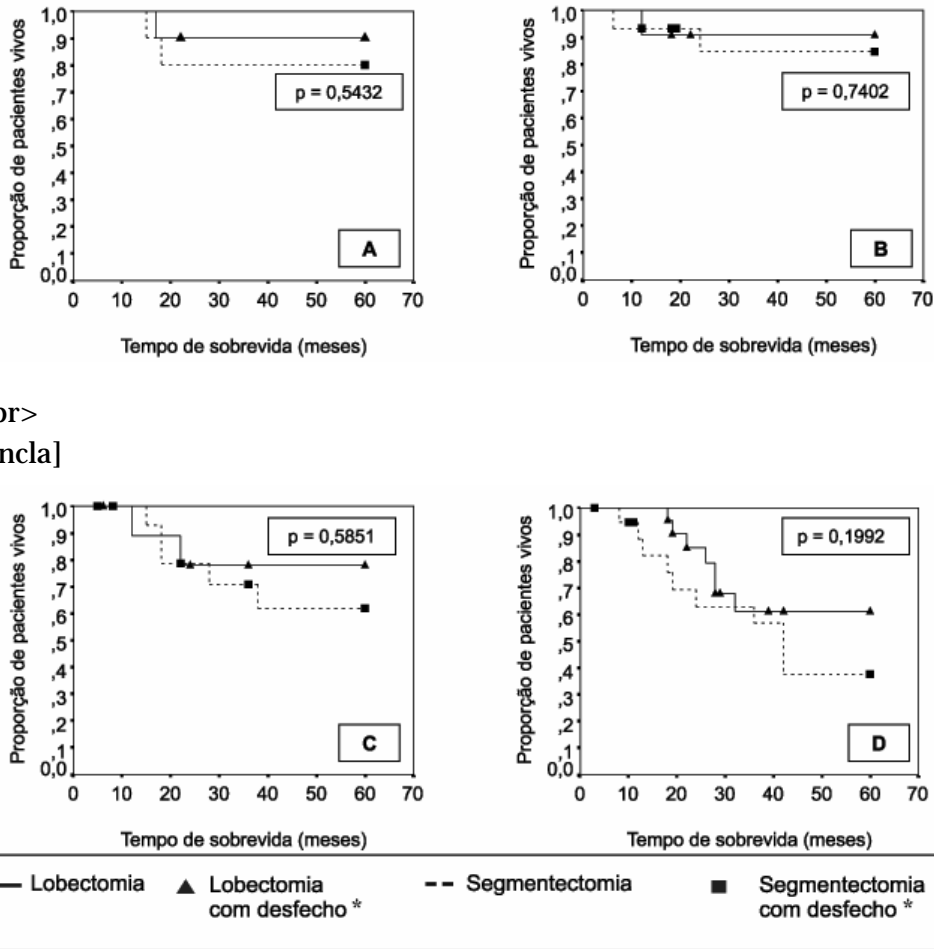 1,0
,9
,8
,7
,6
,5
,4
,3
,2
,1
0,0
Proporção de pacientes vivos
p = 0,5432
A
0 10 20 30 40 50 60 70
Tempo de sobrevida (meses)
1,0
,9
,8
,7
,6
,5
,4
,3
,2
,1
0,0
Proporção de pacientes vivos
p = 0,7402
B
0 10 20 30 40 50 60 70
Tempo de sobrevida (meses)
or>
ncla]
1,0
,9
,8
,7
,6
,5
,4
,3
,2
,1
0,0
Proporção de pacientes vivos
p = 0,5851
C
0 10 20 30 40 50 60 70
Tempo de sobrevida (meses)
1,0
,9
,8
,7
,6
,5
,4
,3
,2
,1
0,0
Proporção de pacientes vivos
p = 0,1992
D
0 10 20 30 40 50 60 70
Tempo de sobrevida (meses)
Lobectomia
Lobectomia
com desfecho *
Segmentectomia
Segmentectomia
com desfecho *